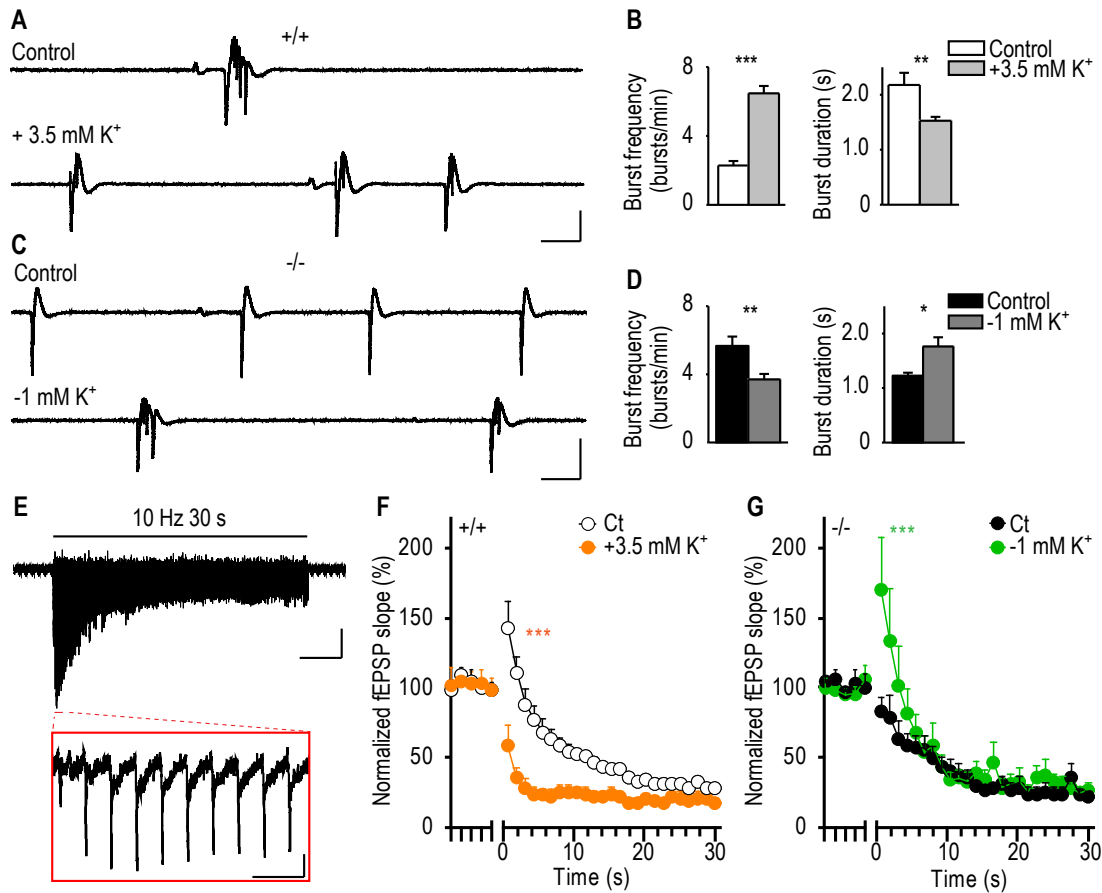 A
Control
+/+
+ 3.5 mM K⁺
B
Control
+3.5 mM K⁺
Burst frequency
(bursts/min)
8
4
0
***
Burst duration (s)
2.0
1.0
0
**
C
Control
-/-
-1 mM K⁺
D
Control
-1 mM K⁺
Burst frequency
(bursts/min)
8
4
0
**
Burst duration (s)
2.0
1.0
0
*
E
10 Hz 30 s
F
+/+
Ct
+3.5 mM K⁺
***
Normalized fEPSP slope (%)
200
150
100
50
0
0 10 20 30
Time (s)
G
-/-
Ct
-1 mM K⁺
***
Normalized fEPSP slope (%)
200
150
100
50
0
0 10 20 30
Time (s)